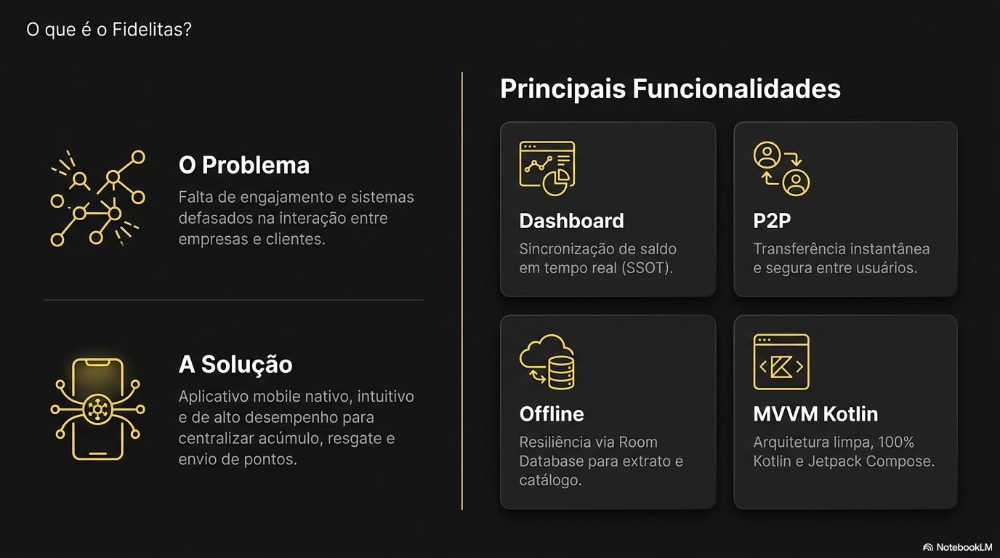 O que é o Fidelitas?
O Problema
Falta de engajamento e sistemas
defasados na interação entre
empresas e clientes.
A Solução
Aplicativo mobile nativo, intuitivo
e de alto desempenho para
centralizar acúmulo, resgate e
envio de pontos.
Principais Funcionalidades
Dashboard
Sincronização de saldo
em tempo real (SSOT).
P2P
Transferência instantânea
e segura entre usuários.
Offline
Resiliência via Room
Database para extrato e
catálogo.
MVVM Kotlin
Arquitetura limpa, 100%
Kotlin e Jetpack Compose.
NotebookLM